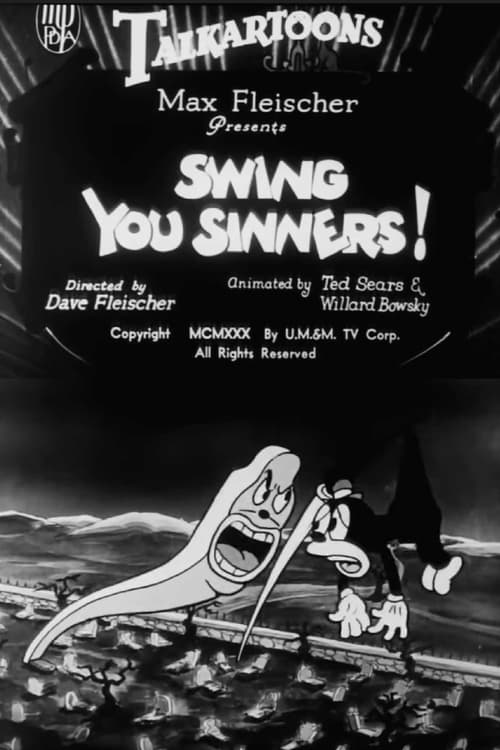 TALKARTOONS
Max Fleischer
Presents
SWING
YOU SINNERS!
Directed by
Dave Fleischer
Animated by Ted Sears &
Willard Bowsky
Copyright MCMXXX By U.M.&M. TV Corp.
All Rights Reserved